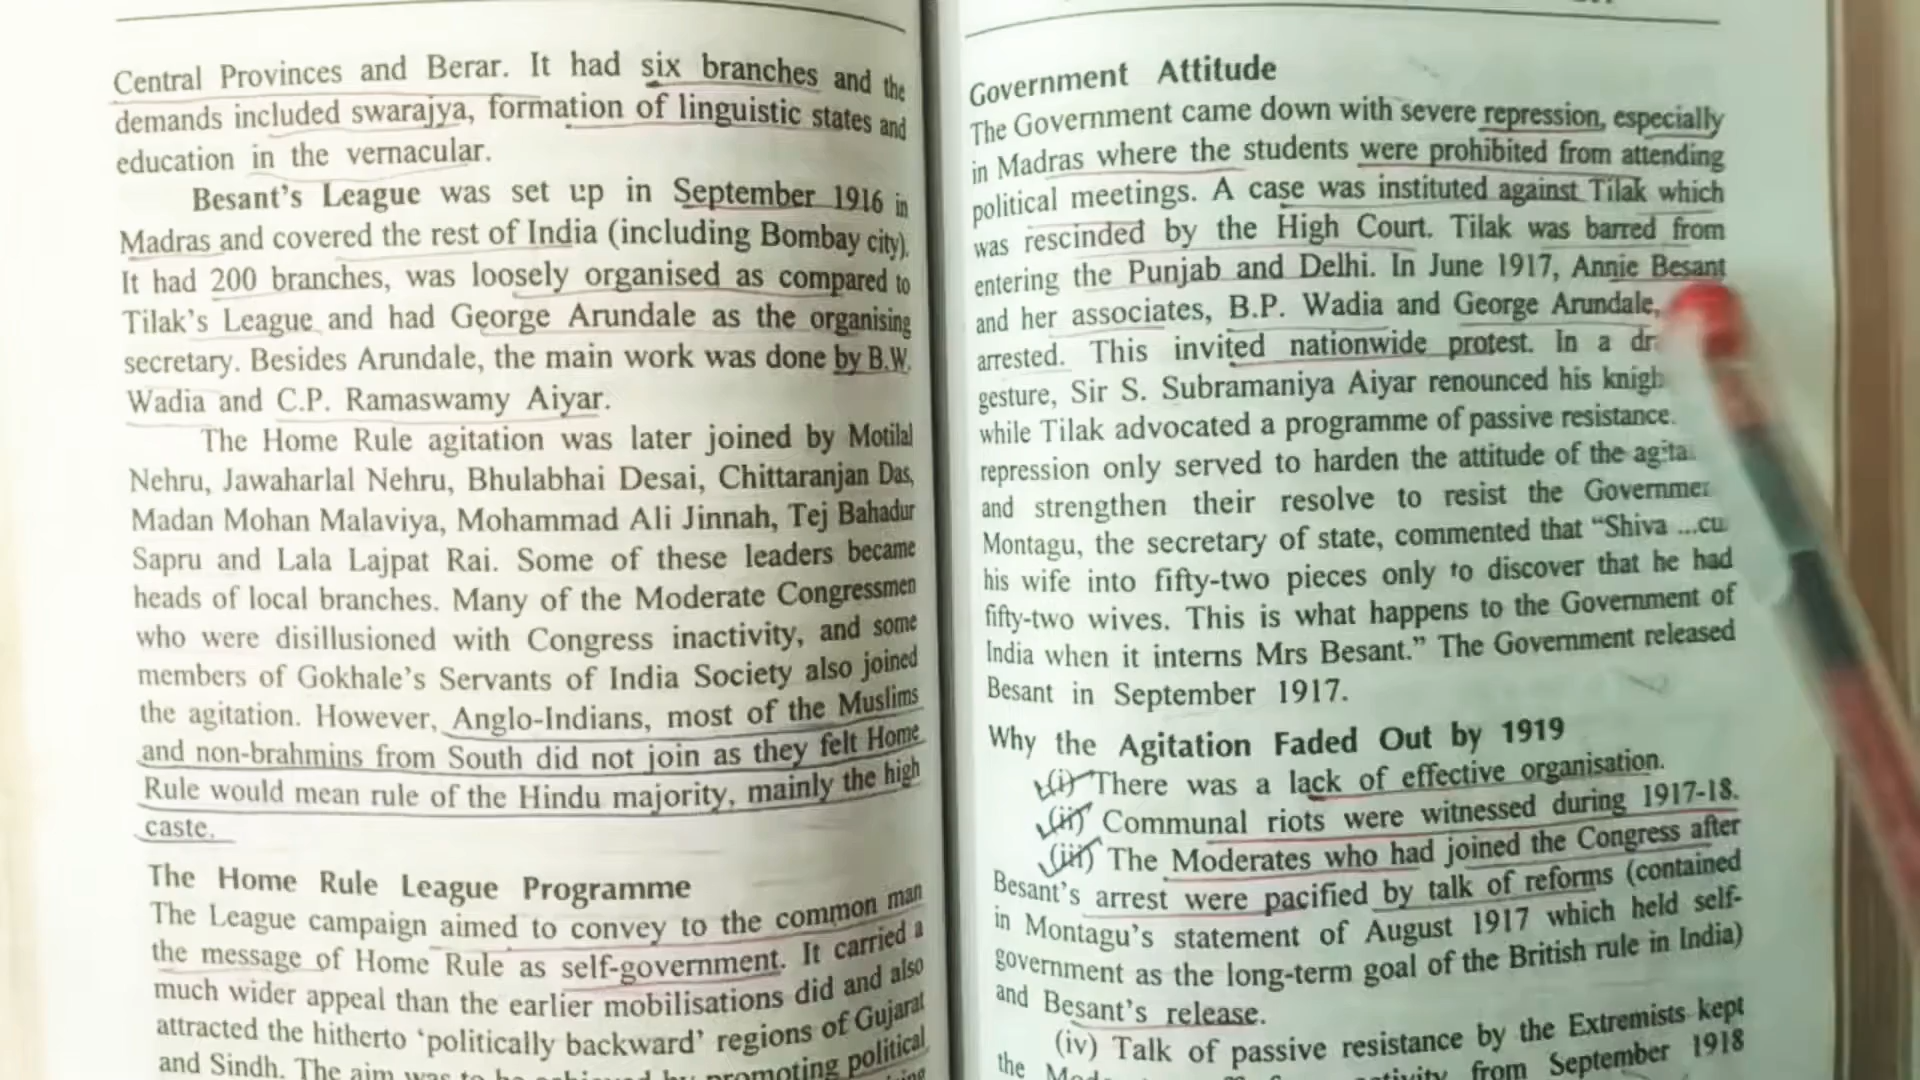 Central Provinces and Berar. It had six branches and the
demands included swarajya, formation of linguistic states and
education in the vernacular.
Besant's League was set up in September 1916 in
Madras and covered the rest of India (including Bombay city).
It had 200 branches, was loosely organised as compared to
Tilak's League and had George Arundale as the organising
secretary. Besides Arundale, the main work was done by B.W.
Wadia and C.P. Ramaswamy Aiyar.
The Home Rule agitation was later joined by Motilal
Nehru, Jawaharlal Nehru, Bhulabhai Desai, Chittaranjan Das,
Madan Mohan Malaviya, Mohammad Ali Jinnah, Tej Bahadur
Sapru and Lala Lajpat Rai. Some of these leaders became
heads of local branches. Many of the Moderate Congressmen
who were disillusioned with Congress inactivity, and some
members of Gokhale's Servants of India Society also joined
the agitation. However, Anglo-Indians, most of the Muslims
and non-brahmins from South did not join as they felt Home
Rule would mean rule of the Hindu majority, mainly the high
caste.
The Home Rule League Programme
The League campaign aimed to convey to the common man
the message of Home Rule as self-government. It carried a
much wider appeal than the earlier mobilisations did and also
attracted the hitherto 'politically backward' regions of Gujarat
and Sindh. The aim was to be achieved by promoting political
Government Attitude
The Government came down with severe repression, especially
in Madras where the students were prohibited from attending
political meetings. A case was instituted against Tilak which
was rescinded by the High Court. Tilak was barred from
entering the Punjab and Delhi. In June 1917, Annie Besant
and her associates, B.P. Wadia and George Arundale,
arrested. This invited nationwide protest. In a
gesture, Sir S. Subramaniya Aiyar renounced his
while Tilak advocated a programme of passive resistance.
repression only served to harden the attitude of the
and strengthen their resolve to resist the
Montagu, the secretary of state, commented that "Shiva ...
his wife into fifty-two pieces only to discover that he had
fifty-two wives. This is what happens to the Government of
India when it interns Mrs Besant." The Government released
Besant in September 1917.
Why the Agitation Faded Out by 1919
(i) There was a lack of effective organisation.
(ii) Communal riots were witnessed during 1917-18.
(iii) The Moderates who had joined the Congress after
Besant's arrest were pacified by talk of reforms (contained
in Montagu's statement of August 1917 which held self-
government as the long-term goal of the British rule in India)
and Besant's release.
(iv) Talk of passive resistance by the Extremists kept
the from September 1918